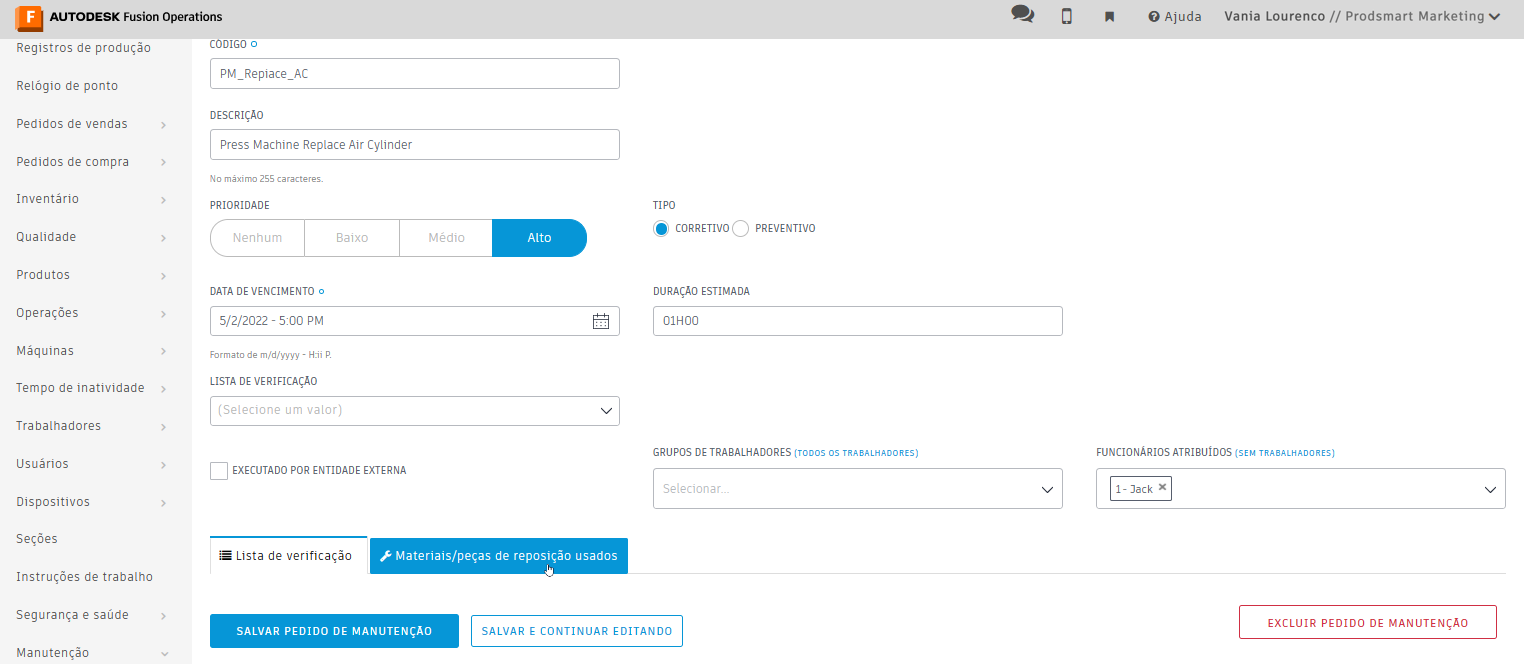 F AUTODESK Fusion Operations
Ajuda
Vania Lourenco // Prodsmart Marketing
Registros de produção
Relógio de ponto
Pedidos de vendas
Pedidos de compra
Inventário
Qualidade
Produtos
Operações
Máquinas
Tempo de inatividade
Trabalhadores
Usuários
Dispositivos
Seções
Instruções de trabalho
Segurança e saúde
Manutenção
CÓDIGO
PM_Repiace_AC
DESCRIÇÃO
Press Machine Replace Air Cylinder
No máximo 255 caracteres.
PRIORIDADE
Nenhum Baixo Médio Alto
TIPO
CORRETIVO PREVENTIVO
DATA DE VENCIMENTO
5/2/2022 - 5:00 PM
Formato de m/d/yyyy - H:ii P.
DURAÇÃO ESTIMADA
01H00
LISTA DE VERIFICAÇÃO
(Selecione um valor)
EXECUTADO POR ENTIDADE EXTERNA
GRUPOS DE TRABALHADORES (TODOS OS TRABALHADORES)
Selecionar...
FUNCIONÁRIOS ATRIBUÍDOS (SEM TRABALHADORES)
1 - Jack
Lista de verificação
Materiais/peças de reposição usados
SALVAR PEDIDO DE MANUTENÇÃO
SALVAR E CONTINUAR EDITANDO
EXCLUIR PEDIDO DE MANUTENÇÃO